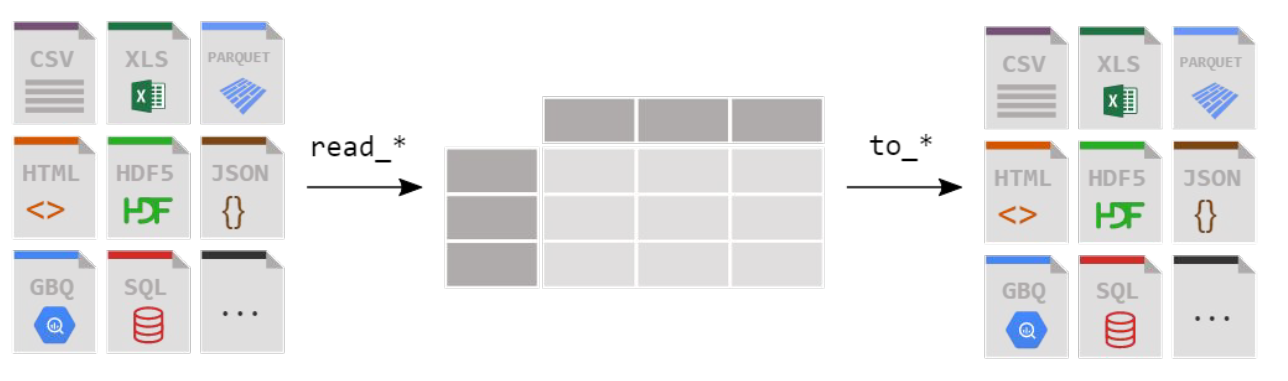 CSV XLS PARQUET
X
HTML HDF5 JSON
<> HDF {}
GBQ SQL ...
read_*
to_*
CSV XLS PARQUET
X
HTML HDF5 JSON
<> HDF {}
GBQ SQL ...